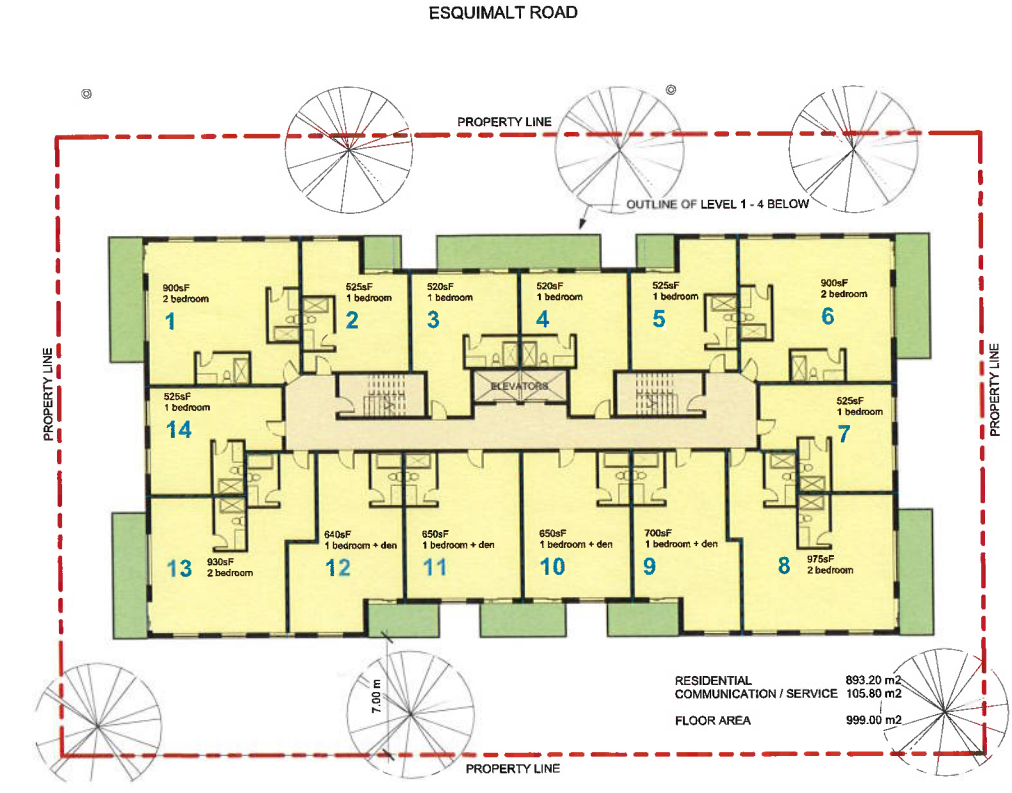 ESQUIMALT ROAD
PROPERTY LINE
OUTLINE OF LEVEL 1 - 4 BELOW
900sF
2 bedroom
1
525sF
1 bedroom
2
520sF
1 bedroom
3
520sF
1 bedroom
4
525sF
1 bedroom
5
900sF
2 bedroom
6
PROPERTY LINE
PROPERTY LINE
ELEVATORS
525sF
1 bedroom
14
525sF
1 bedroom
7
930sF
2 bedroom
13
640sF
1 bedroom + den
12
650sF
1 bedroom + den
11
650sF
1 bedroom + den
10
700sF
1 bedroom + den
9
975sF
2 bedroom
8
7.00 m
RESIDENTIAL 893.20 m2
COMMUNICATION / SERVICE 105.80 m2
FLOOR AREA 999.00 m2
PROPERTY LINE